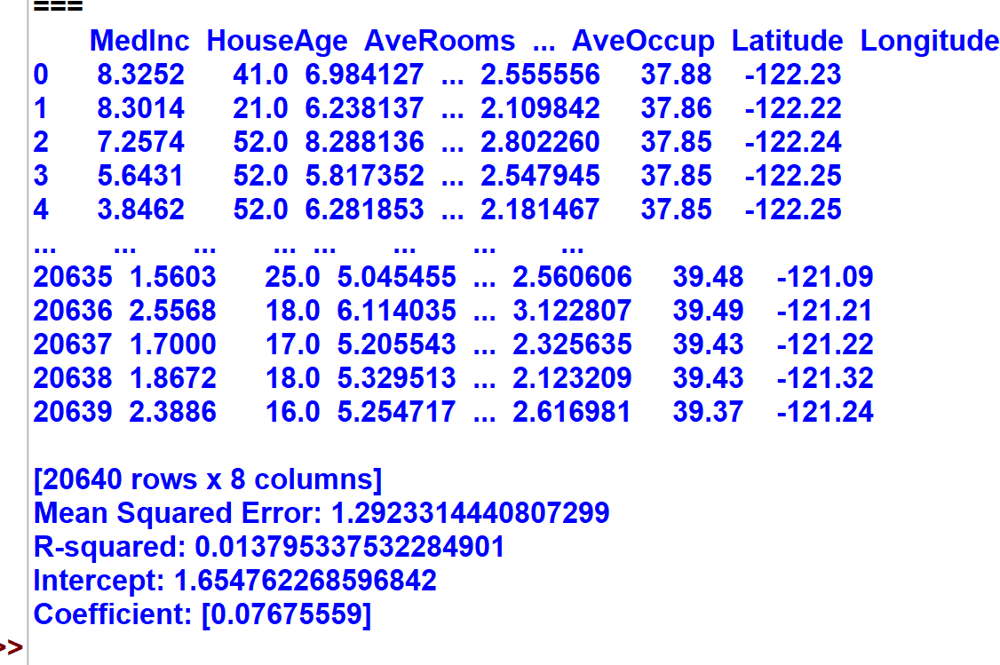 ===
MedInc HouseAge AveRooms ... AveOccup Latitude Longitude
0 8.3252 41.0 6.984127 ... 2.555556 37.88 -122.23
1 8.3014 21.0 6.238137 ... 2.109842 37.86 -122.22
2 7.2574 52.0 8.288136 ... 2.802260 37.85 -122.24
3 5.6431 52.0 5.817352 ... 2.547945 37.85 -122.25
4 3.8462 52.0 6.281853 ... 2.181467 37.85 -122.25
... ... ... ... ... ... ... ...
20635 1.5603 25.0 5.045455 ... 2.560606 39.48 -121.09
20636 2.5568 18.0 6.114035 ... 3.122807 39.49 -121.21
20637 1.7000 17.0 5.205543 ... 2.325635 39.43 -121.22
20638 1.8672 18.0 5.329513 ... 2.123209 39.43 -121.32
20639 2.3886 16.0 5.254717 ... 2.616981 39.37 -121.24
[20640 rows x 8 columns]
Mean Squared Error: 1.2923314440807299
R-squared: 0.013795337532284901
Intercept: 1.654762268596842
Coefficient: [0.07675559]
>>